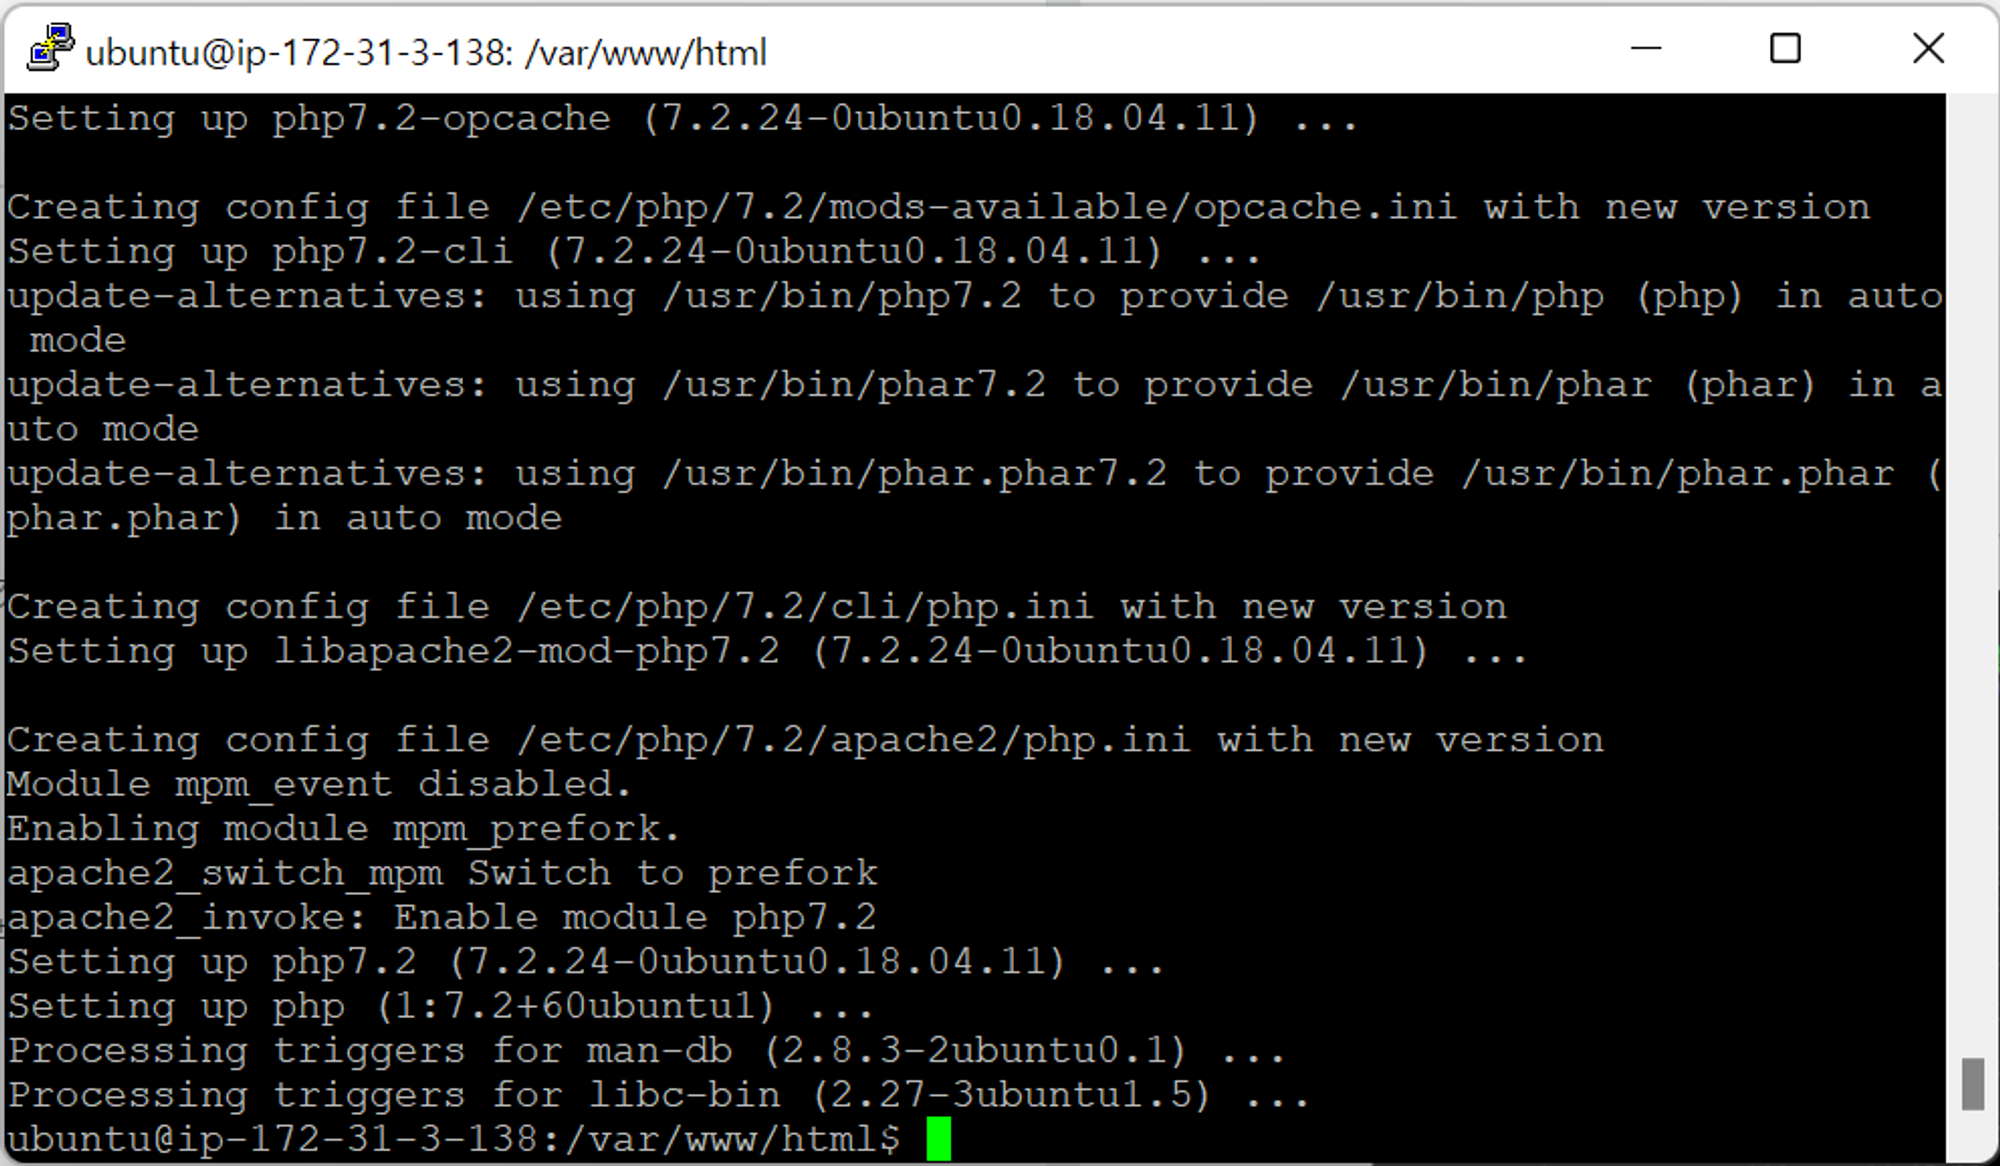 ubuntu@ip-172-31-3-138: /var/www/html
Setting up php7.2-opcache (7.2.24-0ubuntu0.18.04.11) ...
Creating config file /etc/php/7.2/mods-available/opcache.ini with new version
Setting up php7.2-cli (7.2.24-0ubuntu0.18.04.11) ...
update-alternatives: using /usr/bin/php7.2 to provide /usr/bin/php (php) in auto
 mode
update-alternatives: using /usr/bin/phar7.2 to provide /usr/bin/phar (phar) in a
uto mode
update-alternatives: using /usr/bin/phar.phar7.2 to provide /usr/bin/phar.phar (
phar.phar) in auto mode
Creating config file /etc/php/7.2/cli/php.ini with new version
Setting up libapache2-mod-php7.2 (7.2.24-0ubuntu0.18.04.11) ...
Creating config file /etc/php/7.2/apache2/php.ini with new version
Module mpm_event disabled.
Enabling module mpm_prefork.
apache2_switch_mpm Switch to prefork
apache2_invoke: Enable module php7.2
Setting up php7.2 (7.2.24-0ubuntu0.18.04.11) ...
Setting up php (1:7.2+60ubuntu1) ...
Processing triggers for man-db (2.8.3-2ubuntu0.1) ...
Processing triggers for libc-bin (2.27-3ubuntu1.5) ...
ubuntu@ip-172-31-3-138:/var/www/html$